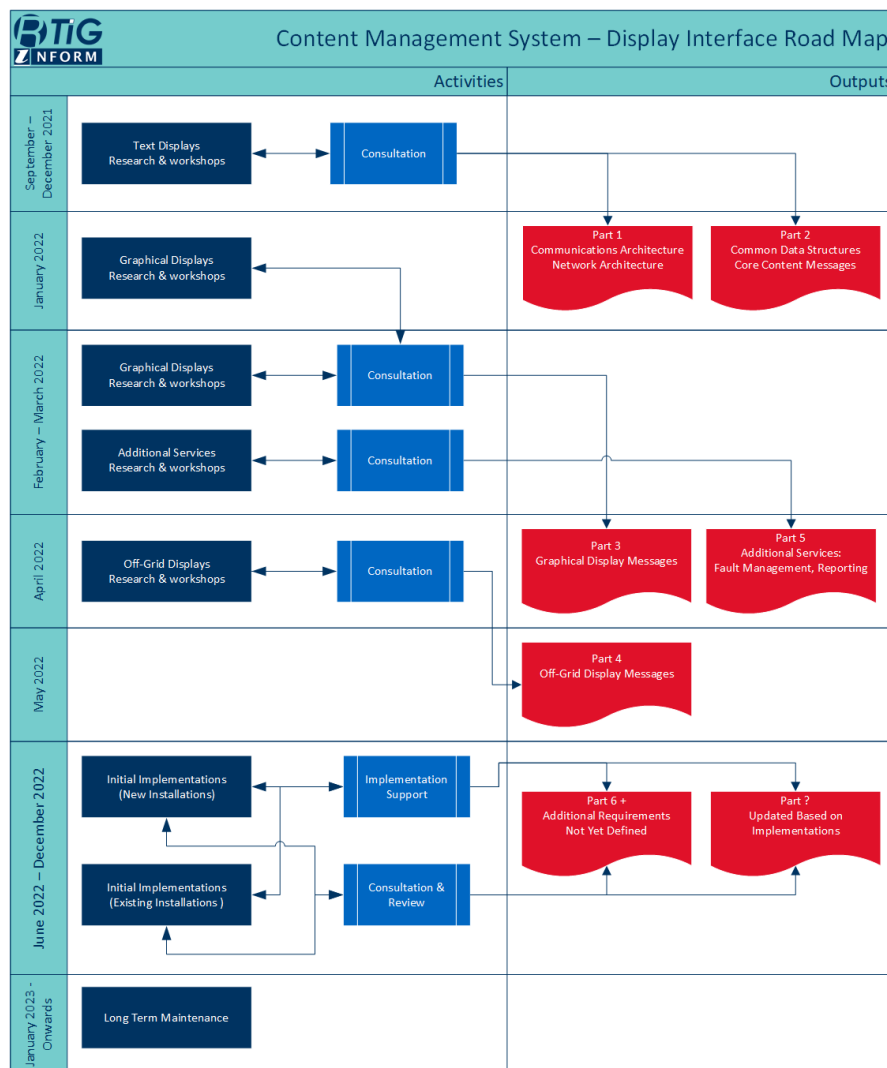 RTiG
iNFORM
Content Management System – Display Interface Road Map
Activities
Outputs
September –
December 2021
Text Displays
Research & workshops
Consultation
January 2022
Graphical Displays
Research & workshops
Part 1
Communications Architecture
Network Architecture
Part 2
Common Data Structures
Core Content Messages
February – March 2022
Graphical Displays
Research & workshops
Consultation
Additional Services
Research & workshops
Consultation
April 2022
Off-Grid Displays
Research & workshops
Consultation
Part 3
Graphical Display Messages
Part 5
Additional Services:
Fault Management, Reporting
May 2022
Part 4
Off-Grid Display Messages
June 2022 – December 2022
Initial Implementations
(New Installations)
Implementation
Support
Part 6 +
Additional Requirements
Not Yet Defined
Part ?
Updated Based on
Implementations
Initial Implementations
(Existing Installations )
Consultation &
Review
January 2023 -
Onwards
Long Term Maintenance